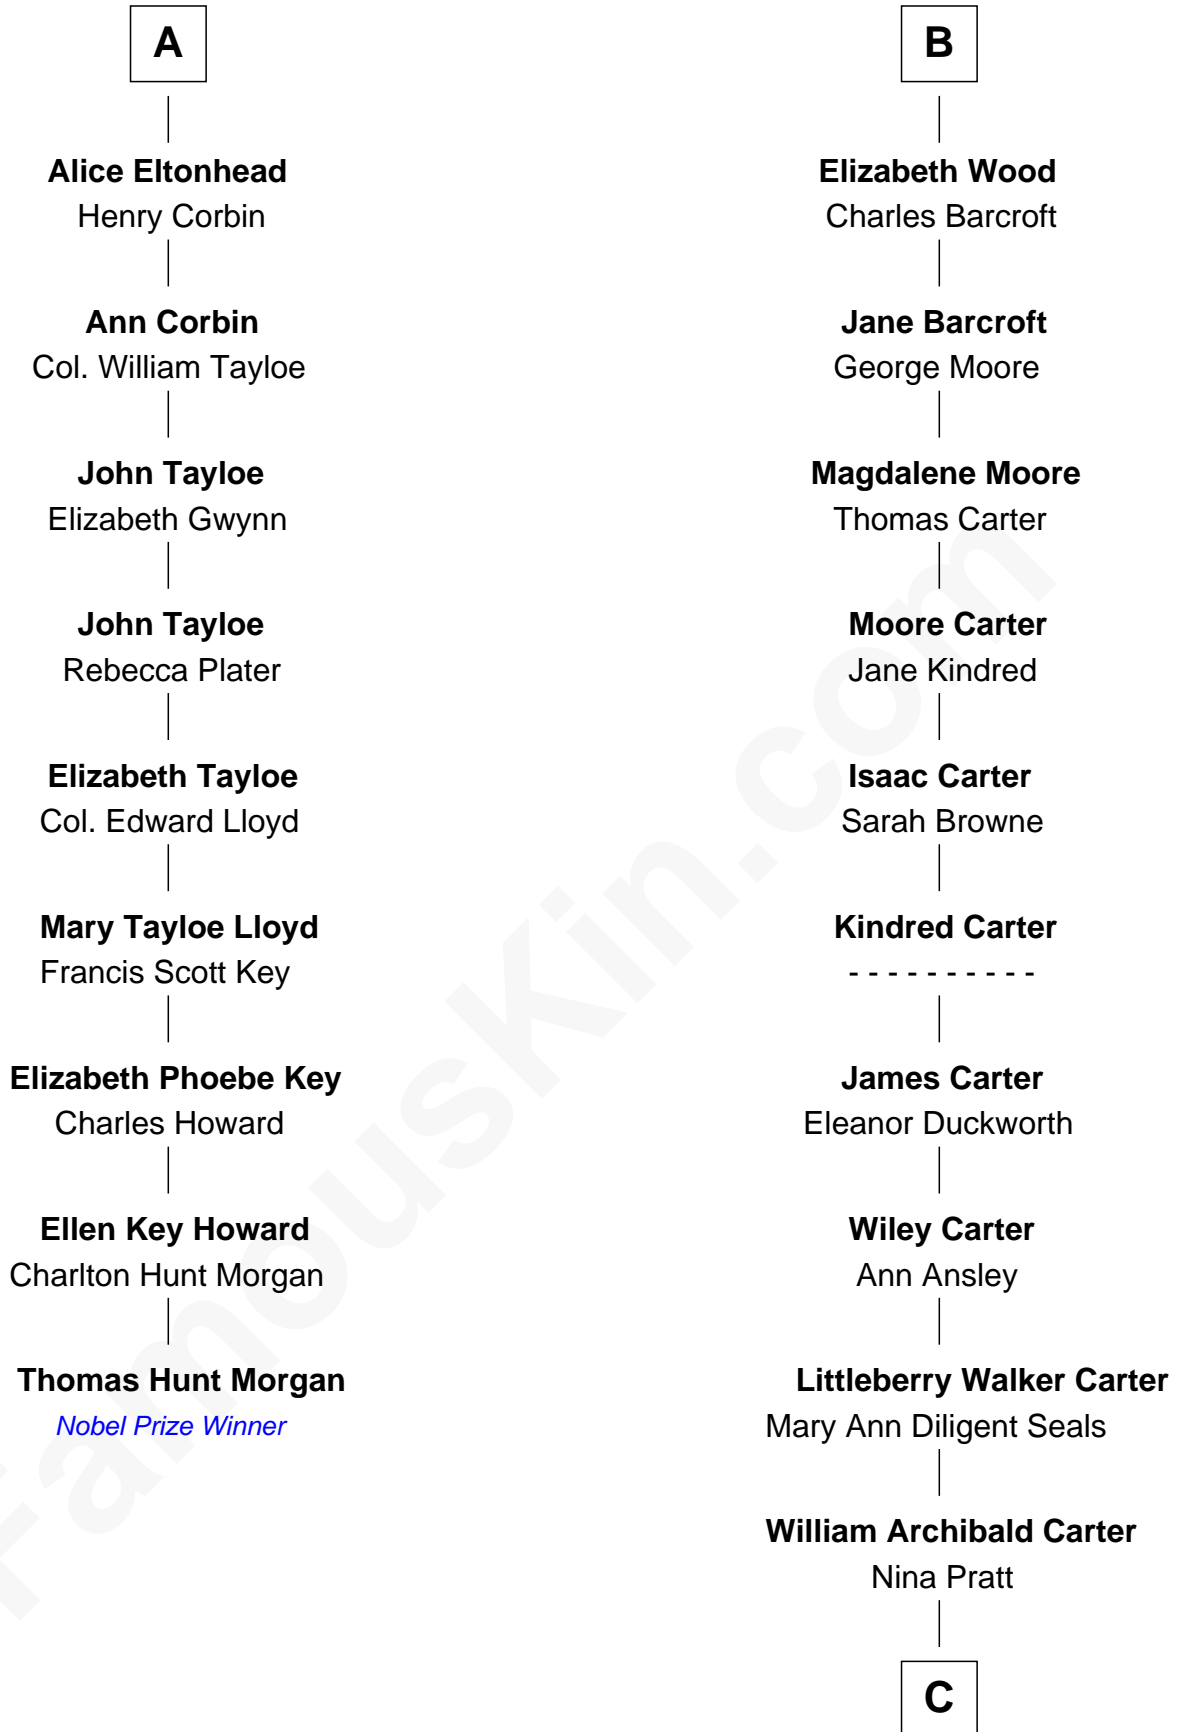 A
Alice Eltonhead
Henry Corbin
Ann Corbin
Col. William Tayloe
John Tayloe
Elizabeth Gwynn
John Tayloe
Rebecca Plater
Elizabeth Tayloe
Col. Edward Lloyd
Mary Tayloe Lloyd
Francis Scott Key
Elizabeth Phoebe Key
Charles Howard
Ellen Key Howard
Charlton Hunt Morgan
Thomas Hunt Morgan
Nobel Prize Winner
B
Elizabeth Wood
Charles Barcroft
Jane Barcroft
George Moore
Magdalene Moore
Thomas Carter
Moore Carter
Jane Kindred
Isaac Carter
Sarah Browne
Kindred Carter
- - - - - - - - - -
James Carter
Eleanor Duckworth
Wiley Carter
Ann Ansley
Littleberry Walker Carter
Mary Ann Diligent Seals
William Archibald Carter
Nina Pratt
C
FamousKin.com